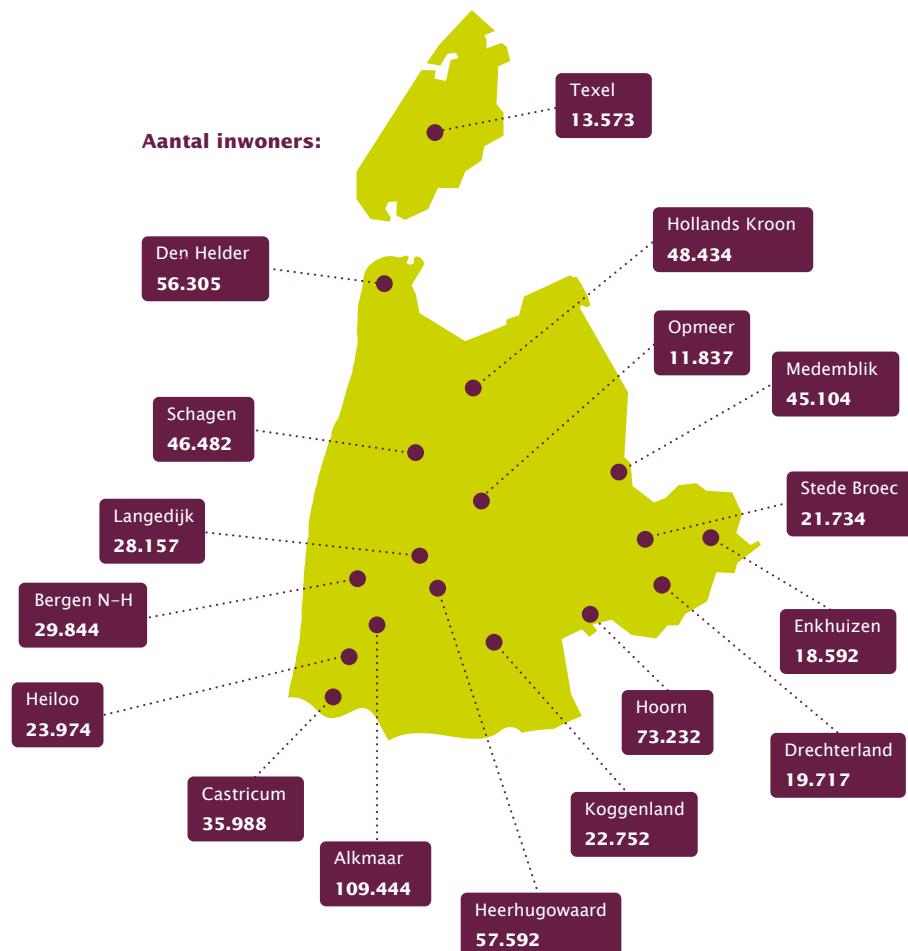 Texel
13.573
Aantal inwoners:
Hollands Kroon
48.434
Den Helder
56.305
Opmeer
11.837
Medemblik
45.104
Schagen
46.482
Stede Broec
21.734
Langedijk
28.157
Bergen N-H
29.844
Enkhuizen
18.592
Heiloo
23.974
Hoorn
73.232
Drechterland
19.717
Castricum
35.988
Koggenland
22.752
Alkmaar
109.444
Heerhugowaard
57.592